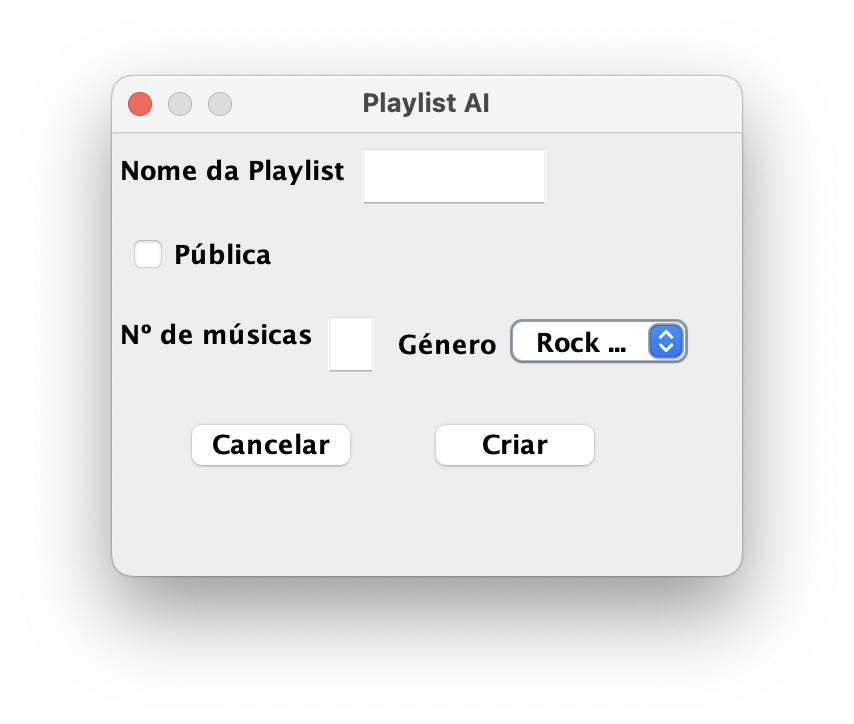 Playlist AI
Nome da Playlist
Pública
Nº de músicas
Género
Rock ...
Cancelar
Criar